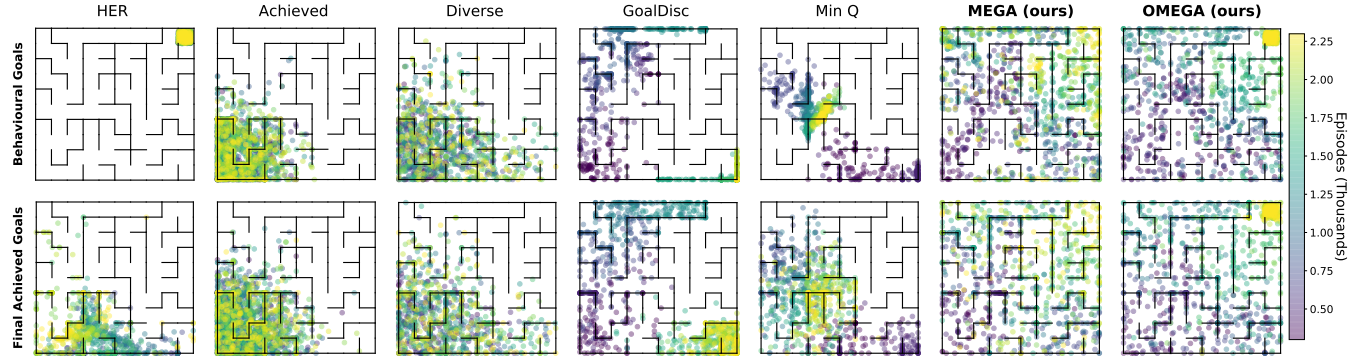 HER Achieved Diverse GoalDisc Min Q MEGA (ours) OMEGA (ours)
Behavioural Goals
Final Achieved Goals
2.25
2.00
1.75
1.50
1.25
1.00
0.75
0.50
Episodes (Thousands)